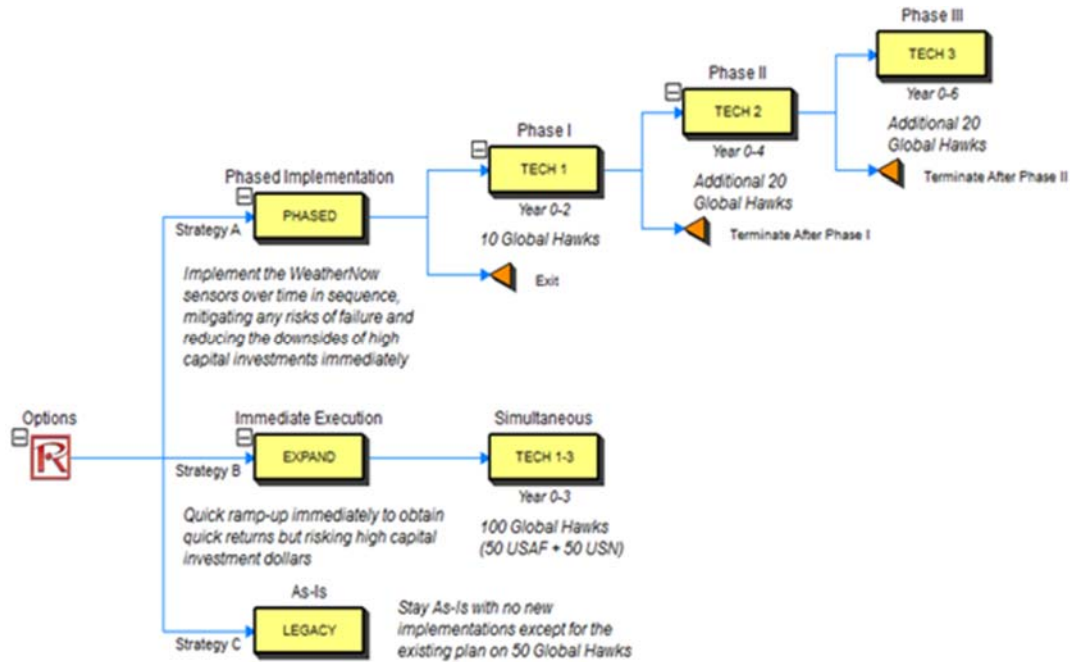 Phase III
TECH 3
Year 0-6
Additional 20
Global Hawks
Terminate After Phase II
Phase II
TECH 2
Year 0-4
Additional 20
Global Hawks
Terminate After Phase I
Phase I
TECH 1
Year 0-2
10 Global Hawks
Exit
Phased Implementation
PHASED
Strategy A
Implement the WeatherNow
sensors over time in sequence,
mitigating any risks of failure and
reducing the downsides of high
capital investments immediately
Options
R
Immediate Execution
EXPAND
Strategy B
Quick ramp-up immediately to obtain
quick returns but risking high capital
investment dollars
Simultaneous
TECH 1-3
Year 0-3
100 Global Hawks
(50 USAF + 50 USN)
As-Is
LEGACY
Strategy C
Stay As-Is with no new
implementations except for the
existing plan on 50 Global Hawks